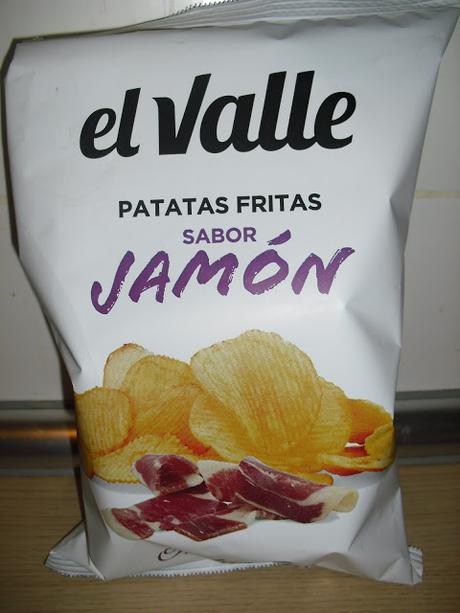 el Valle
PATATAS FRITAS
SABOR
JAMÓN